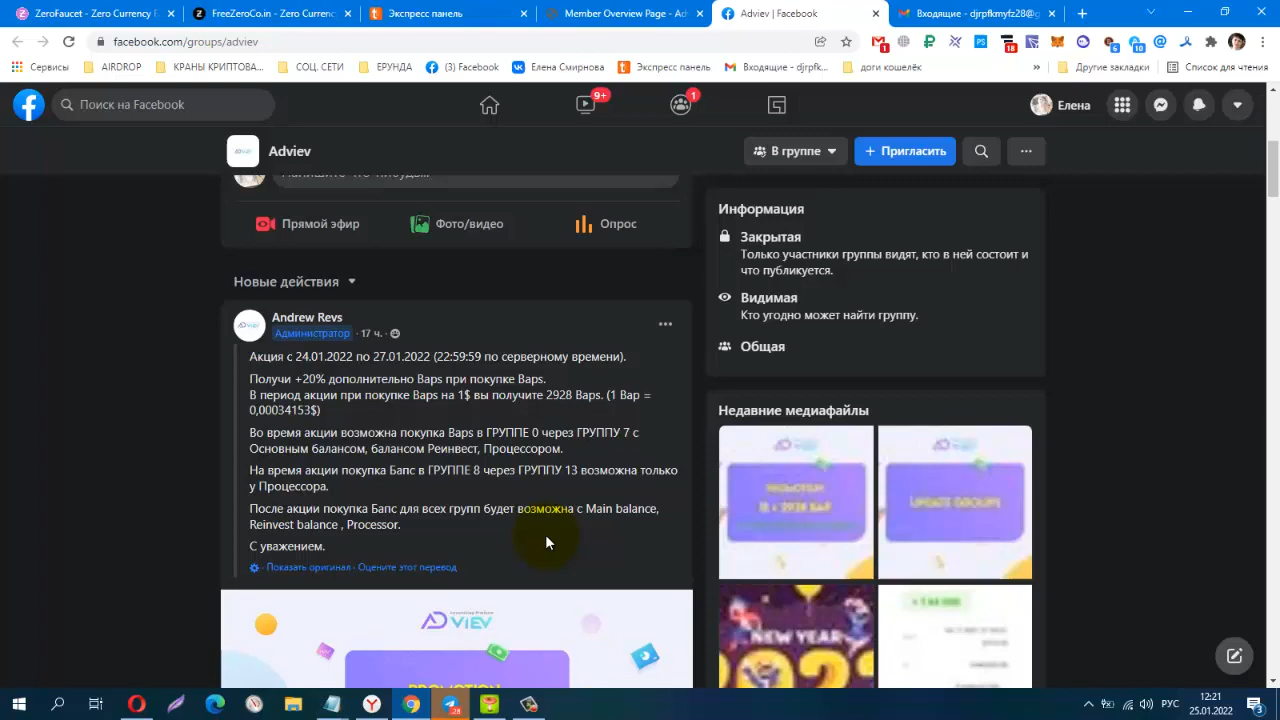 ZeroFaucet - Zero Currency F
FreeZeroCo.in - Zero Currenc
Экспресс панель
Member Overview Page - Adv
Adviev | Facebook
Входящие - djrpfkmyfz28@g
facebook.com/groups/adviev
Сервисы
AIRDROP
КРАНЫ КРИПТОВА...
СОЦ. СЕТИ
ЕРУНДА
(3) Facebook
Елена Смирнова
Экспресс панель
Входящие - djrpfk...
доги кошелёк
»
Другие закладки
Список для чтения
Поиск на Facebook
9+
1
Елена
Adviev
В группе
+ Пригласить
Прямой эфир
Фото/видео
Опрос
Новые действия
Andrew Revs
Администратор · 17 ч. ·
Акция с 24.01.2022 по 27.01.2022 (22:59:59 по серверному времени).
Получи +20% дополнительно Baps при покупке Baps.
В период акции при покупке Baps на 1$ вы получите 2928 Baps. (1 Bap =
0,00034153$)
Во время акции возможна покупка Baps в ГРУППЕ 0 через ГРУППУ 7 с
Основным балансом, балансом Реинвест, Процессором.
На время акции покупка Бапс в ГРУППЕ 8 через ГРУППУ 13 возможна только
у Процессора.
После акции покупка Бапс для всех групп будет возможна с Main balance,
Reinvest balance , Processor.
С уважением.
· Показать оригинал · Оцените этот перевод
ADVIEV
PROMOTION
Информация
Закрытая
Только участники группы видят, кто в ней состоит и
что публикуется.
Видимая
Кто угодно может найти группу.
Общая
Недавние медиафайлы
UPDATE GROUPS
NEW YEAR
РУС
12:21
25.01.2022